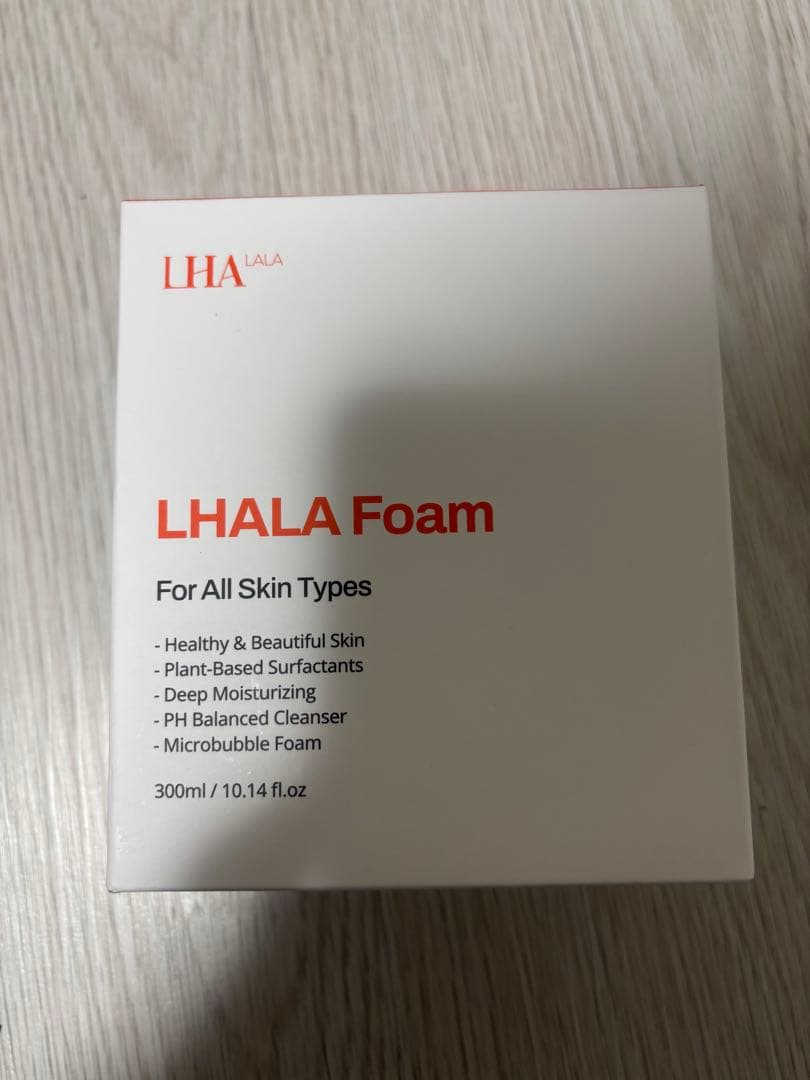 LHA LALA
LHALA Foam
For All Skin Types
- Healthy & Beautiful Skin
- Plant-Based Surfactants
- Deep Moisturizing
- PH Balanced Cleanser
- Microbubble Foam
300ml / 10.14 fl.oz